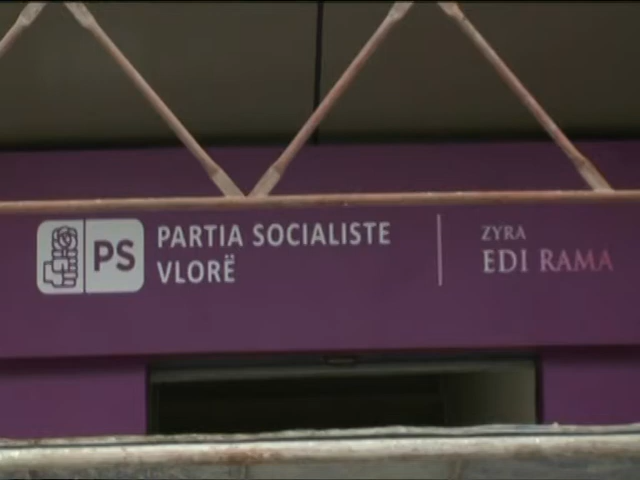 PS
PARTIA SOCIALISTE
VLORË
ZYRA
EDI RAMA